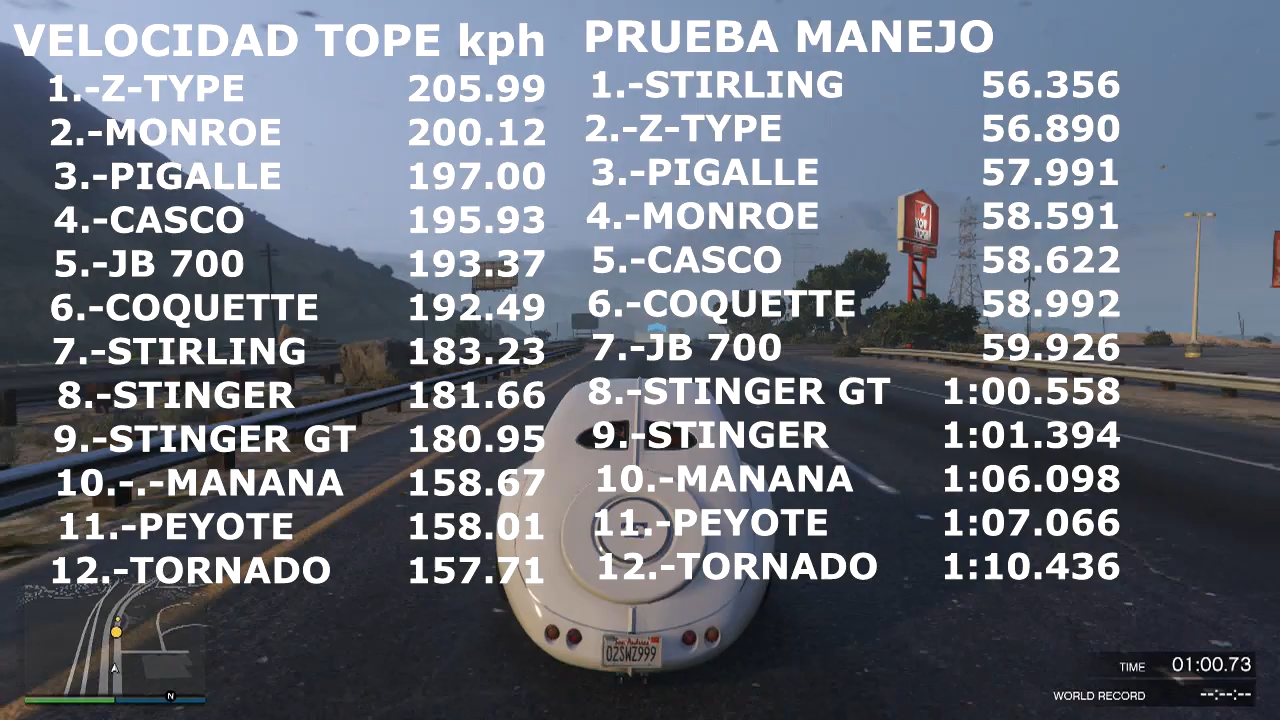 VELOCIDAD TOPE kph
1.-Z-TYPE 205.99
2.-MONROE 200.12
3.-PIGALLE 197.00
4.-CASCO 195.93
5.-JB 700 193.37
6.-COQUETTE 192.49
7.-STIRLING 183.23
8.-STINGER 181.66
9.-STINGER GT 180.95
10.-.-MANANA 158.67
11.-PEYOTE 158.01
12.-TORNADO 157.71
PRUEBA MANEJO
1.-STIRLING 56.356
2.-Z-TYPE 56.890
3.-PIGALLE 57.991
4.-MONROE 58.591
5.-CASCO 58.622
6.-COQUETTE 58.992
7.-JB 700 59.926
8.-STINGER GT 1:00.558
9.-STINGER 1:01.394
10.-MANANA 1:06.098
11.-PEYOTE 1:07.066
12.-TORNADO 1:10.436
San Andreas
02SWZ999
N
TIME 01:00.73
WORLD RECORD --:--:--